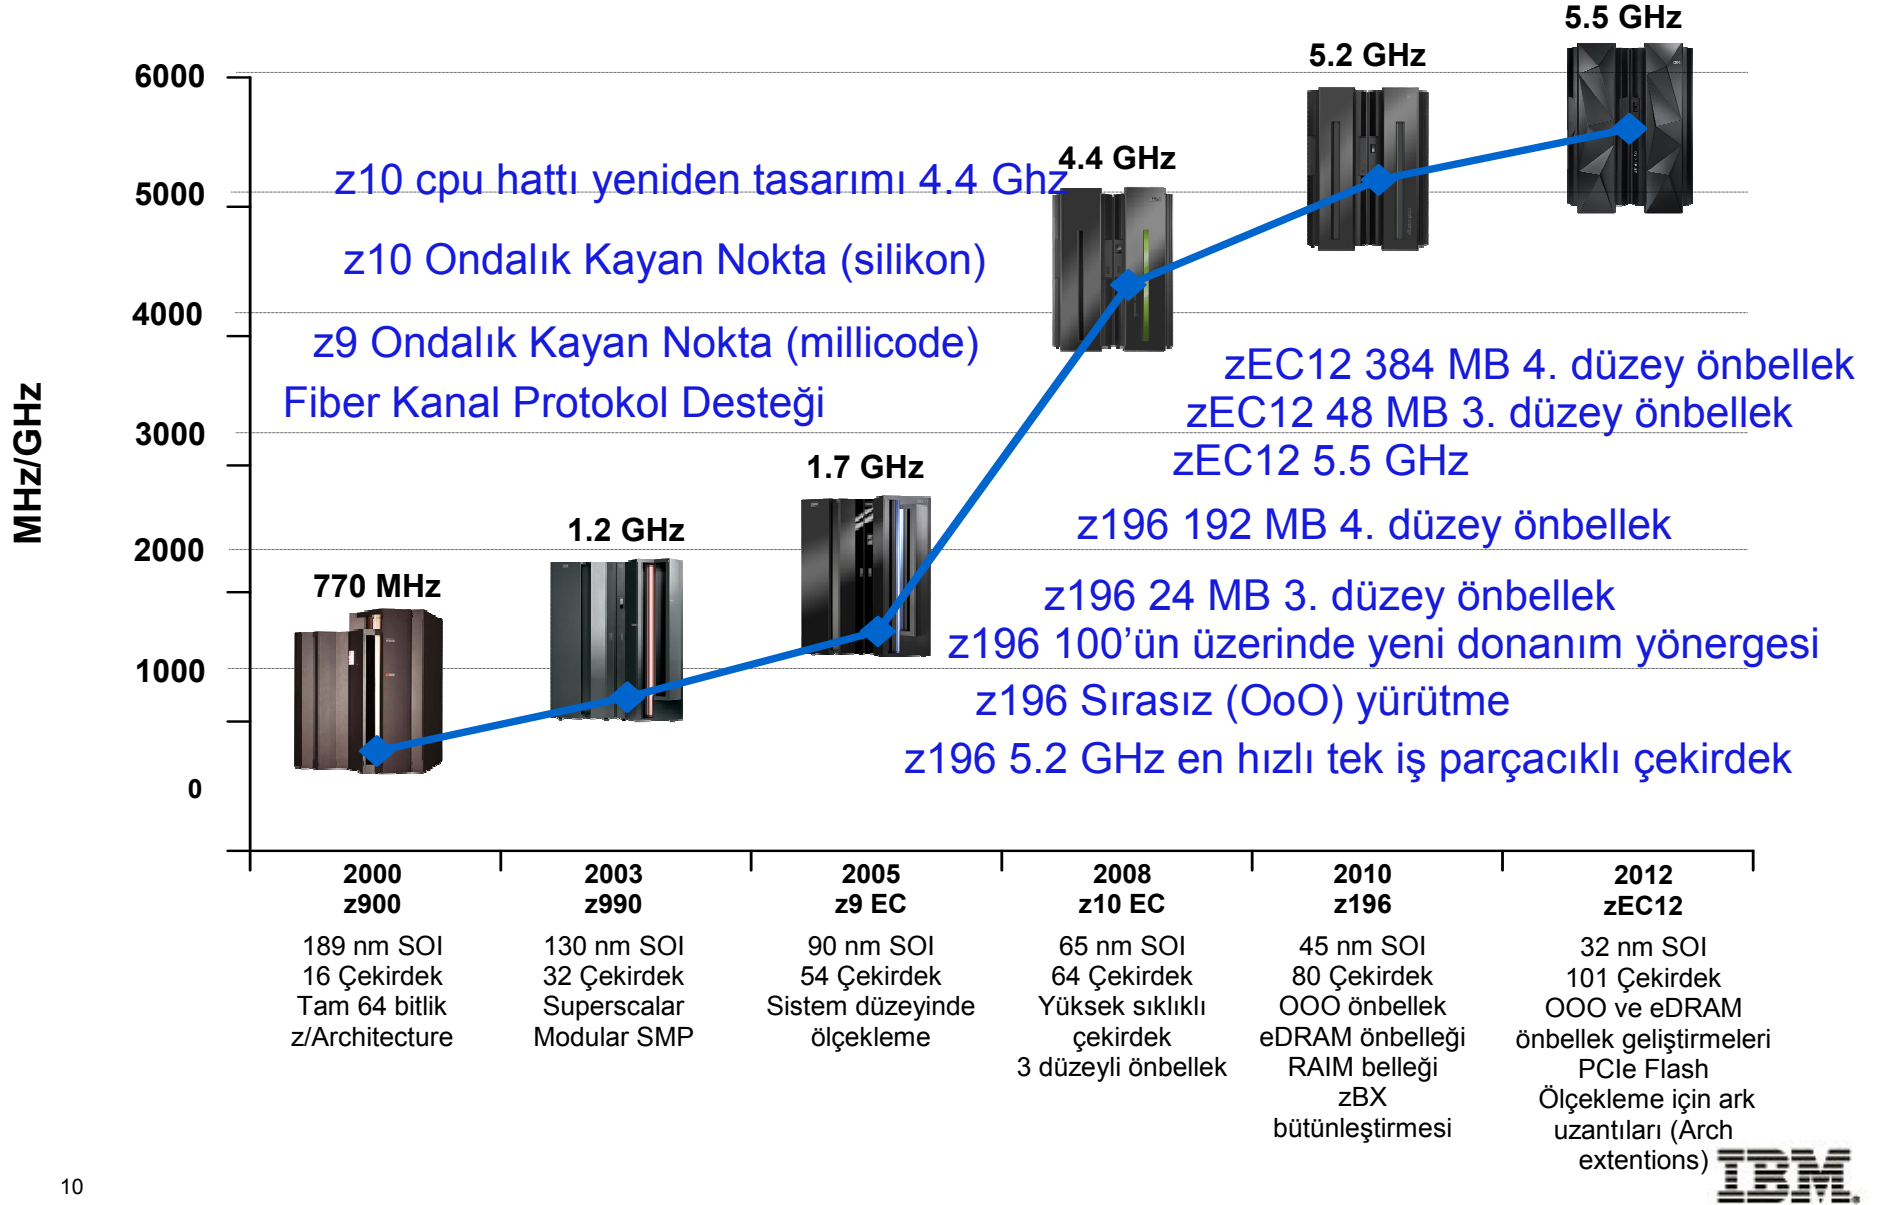 5.5 GHz
5.2 GHz
6000
4.4 GHz
z10 cpu hattı yeniden tasarımı 4.4 Ghz
5000
z10 Ondalık Kayan Nokta (silikon)
4000
z9 Ondalık Kayan Nokta (millicode)
zEC12 384 MB 4. düzey önbellek
Fiber Kanal Protokol Desteği
zEC12 48 MB 3. düzey önbellek
3000
zEC12 5.5 GHz
MHz/GHz
1.7 GHz
1.2 GHz
z196 192 MB 4. düzey önbellek
2000
770 MHz
z196 24 MB 3. düzey önbellek
z196 100’ün üzerinde yeni donanım yönergesi
1000
z196 Sırasız (OoO) yürütme
z196 5.2 GHz en hızlı tek iş parçacıklı çekirdek
0
2000
z900
189 nm SOI
16 Çekirdek
Tam 64 bitlik
z/Architecture
2003
z990
130 nm SOI
32 Çekirdek
Superscalar
Modular SMP
2005
z9 EC
90 nm SOI
54 Çekirdek
Sistem düzeyinde
ölçekleme
2008
z10 EC
65 nm SOI
64 Çekirdek
Yüksek sıklıklı
çekirdek
3 düzeyli önbellek
2010
z196
45 nm SOI
80 Çekirdek
OOO önbellek
eDRAM önbelleği
RAIM belleği
zBX
bütünleştirmesi
2012
zEC12
32 nm SOI
101 Çekirdek
OOO ve eDRAM
önbellek geliştirmeleri
PCIe Flash
Ölçekleme için ark
uzantıları (Arch
extentions)
10
IBM.